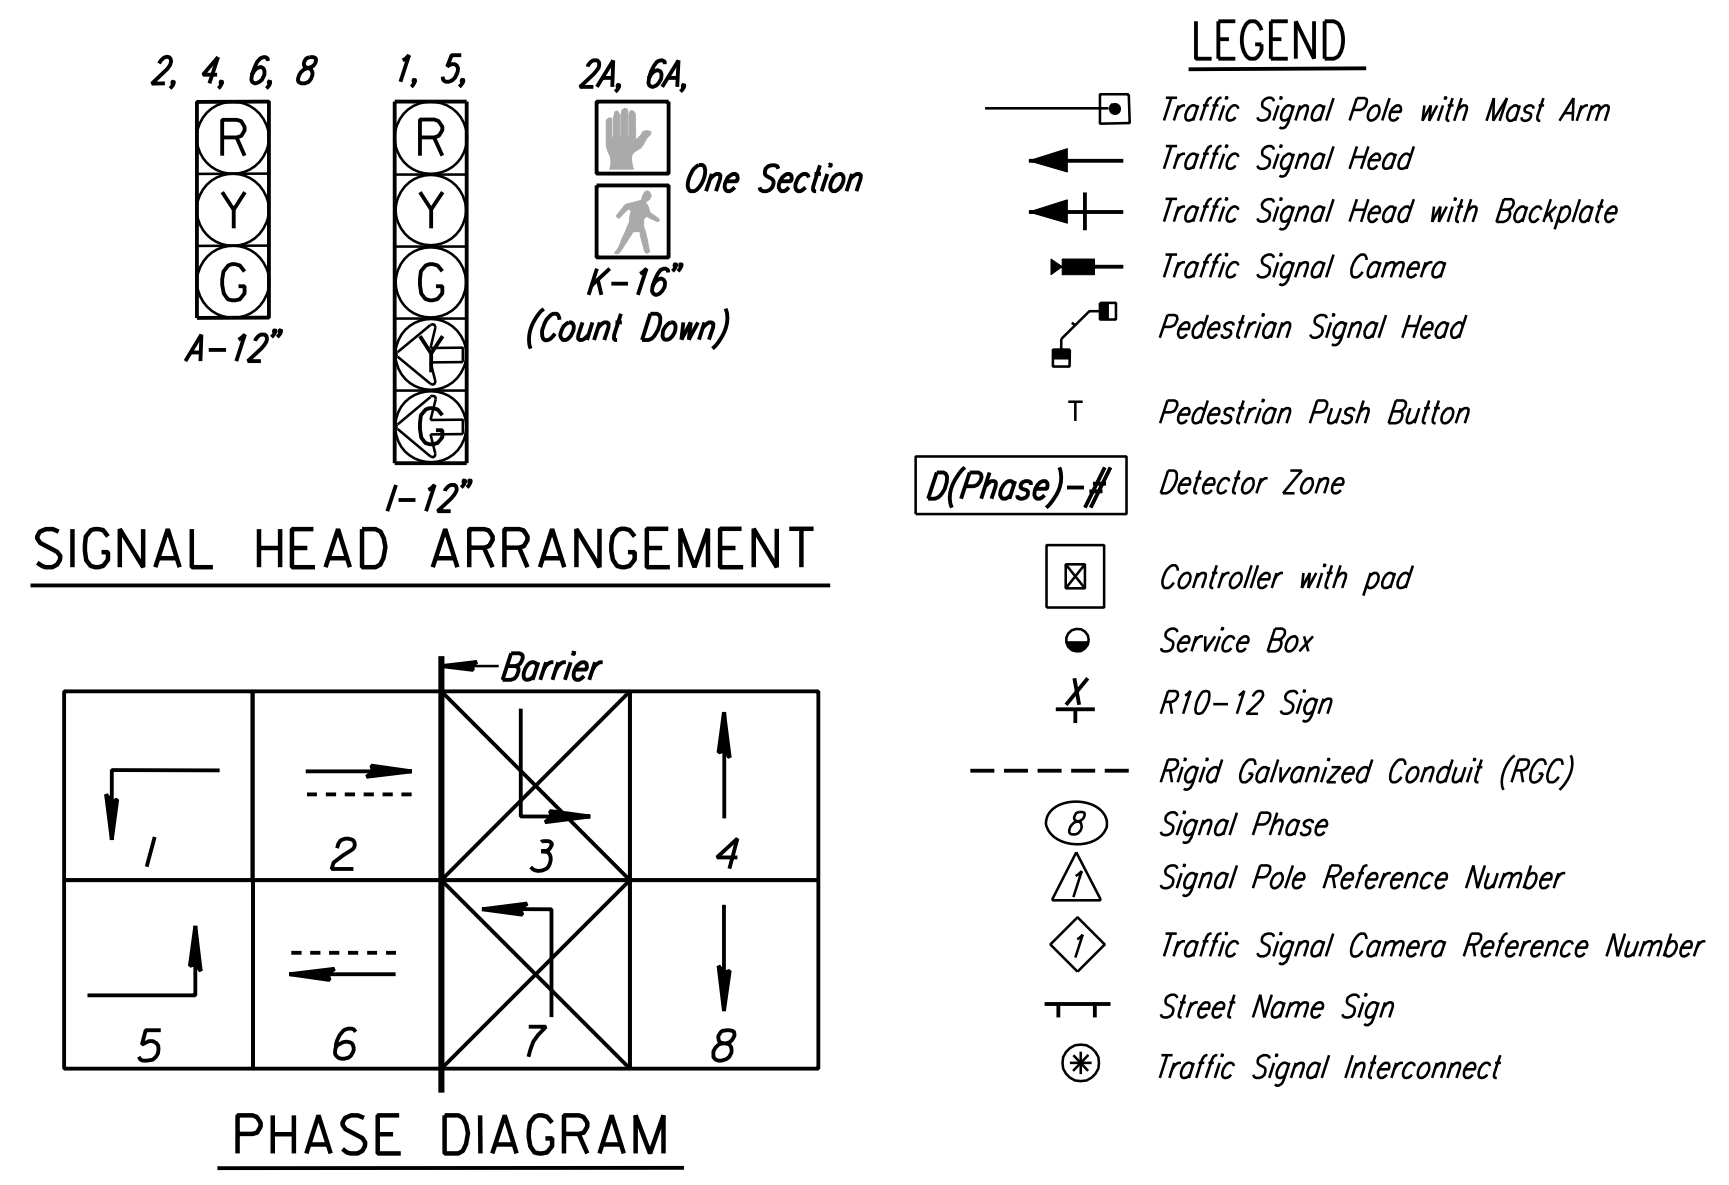 2, 4, 6, 8
R
Y
G
A-12"
1, 5,
R
Y
G
Y
G
I-12"
2A, 6A,
One Section
K-16"
(Count Down)
SIGNAL HEAD ARRANGEMENT
Barrier
1
2
3
4
5
6
7
8
PHASE DIAGRAM
LEGEND
Traffic Signal Pole with Mast Arm
Traffic Signal Head
Traffic Signal Head with Backplate
Traffic Signal Camera
Pedestrian Signal Head
T Pedestrian Push Button
D(Phase)-# Detector Zone
Controller with pad
Service Box
X R10-12 Sign
Rigid Galvanized Conduit (RGC)
8 Signal Phase
1 Signal Pole Reference Number
1 Traffic Signal Camera Reference Number
Street Name Sign
Traffic Signal Interconnect